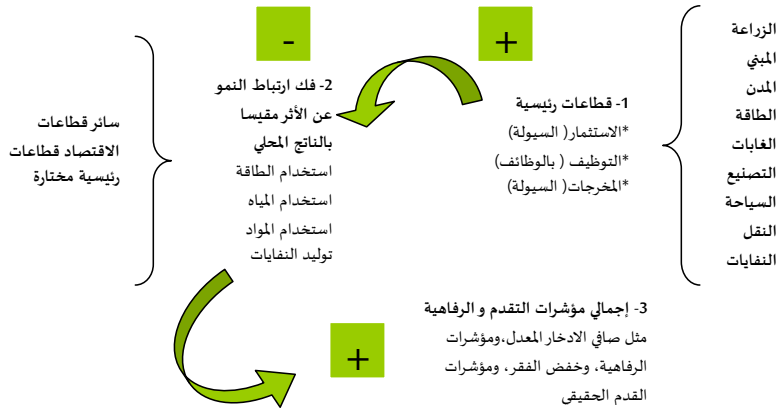 الزراعة
المبني
المدن
الطاقة
الغابات
التصنيع
السياحة
النقل
النفايات
+
1- قطاعات رئيسية
*الاستثمار( السيولة)
*التوظيف ( بالوظائف)
*المخرجات( السيولة)
-
2- فك ارتباط النمو
عن الأثر مقيسا
بالناتج المحلي
استخدام الطاقة
استخدام المياه
استخدام المواد
توليد النفايات
سائر قطاعات
الاقتصاد قطاعات
رئيسية مختارة
+
3- إجمالي مؤشرات التقدم و الرفاهية
مثل صافي الادخار المعدل،ومؤشرات
الرفاهية، وخفض الفقر، ومؤشرات
القدم الحقيقي